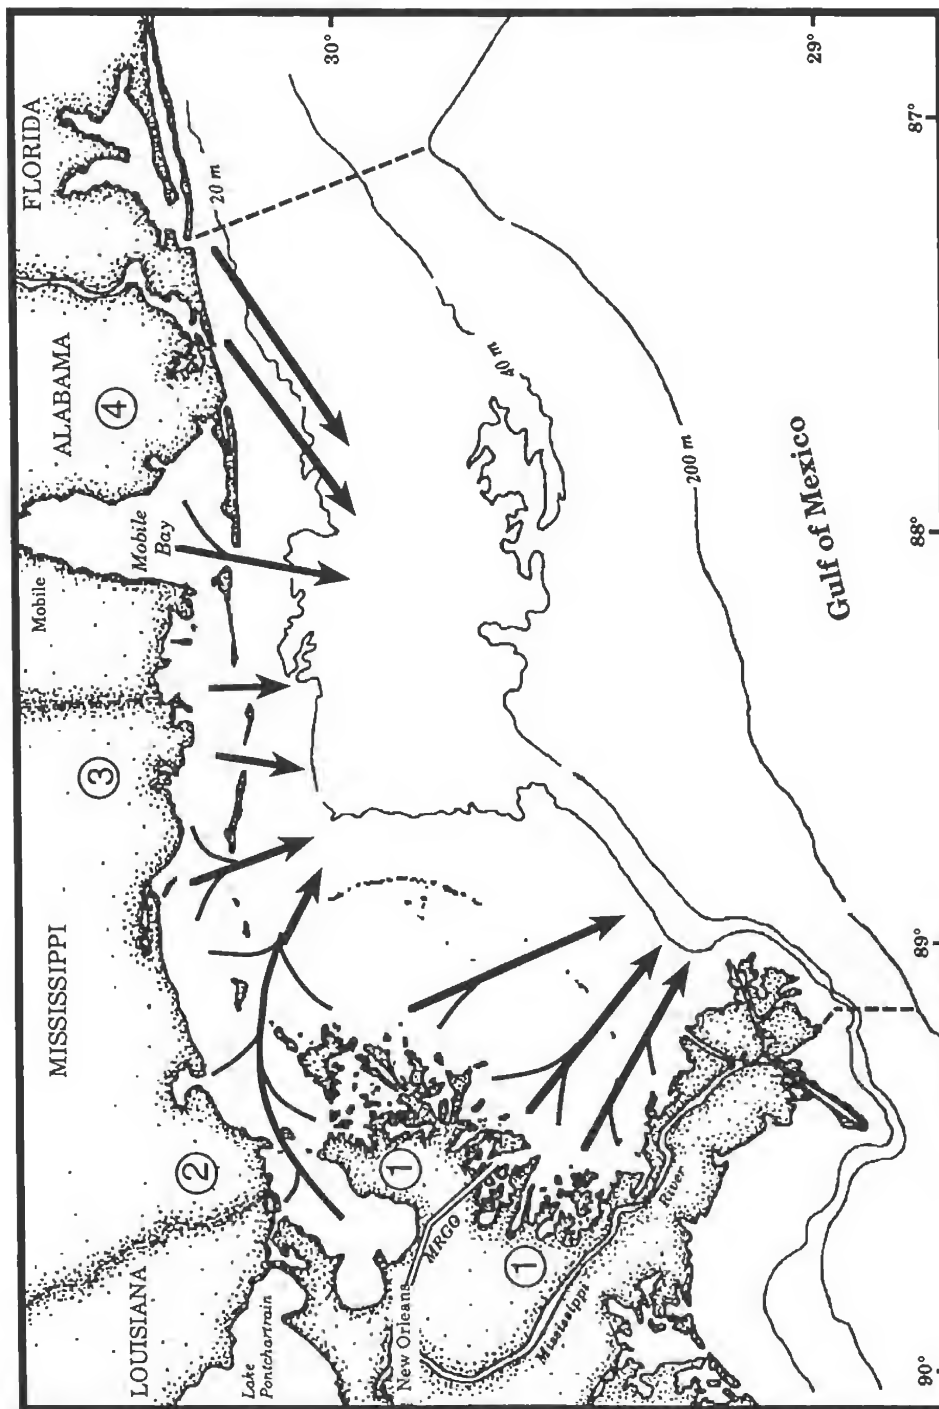 LOUISIANA
MISSISSIPPI
ALABAMA
FLORIDA
Lake
Pontchartrain
Mobile
Mobile
Bay
New Orleans
MRGO
Mississippi
River
1
1
2
3
4
20 m
40 m
200 m
Gulf of Mexico
30°
29°
90°
89°
88°
87°